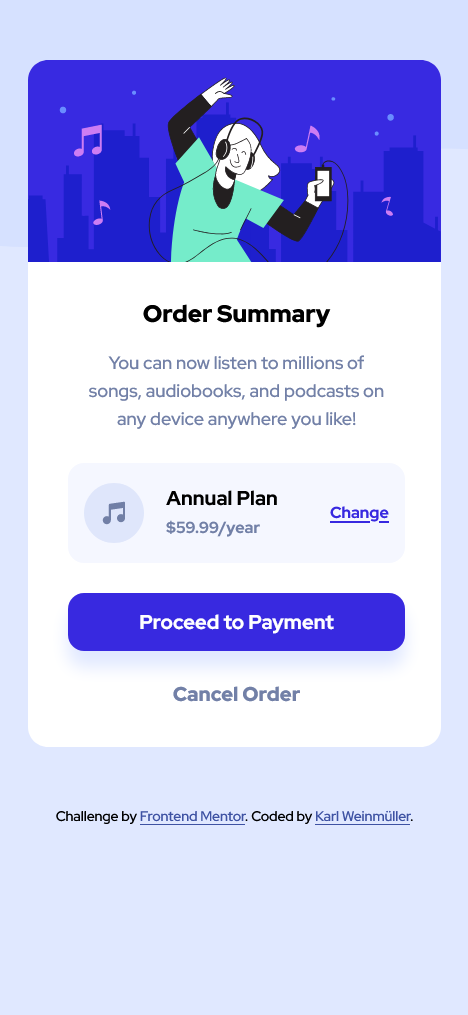 Order Summary
You can now listen to millions of
songs, audiobooks, and podcasts on
any device anywhere you like!
Annual Plan
$59.99/year
Change
Proceed to Payment
Cancel Order
Challenge by Frontend Mentor. Coded by Karl Weinmüller.